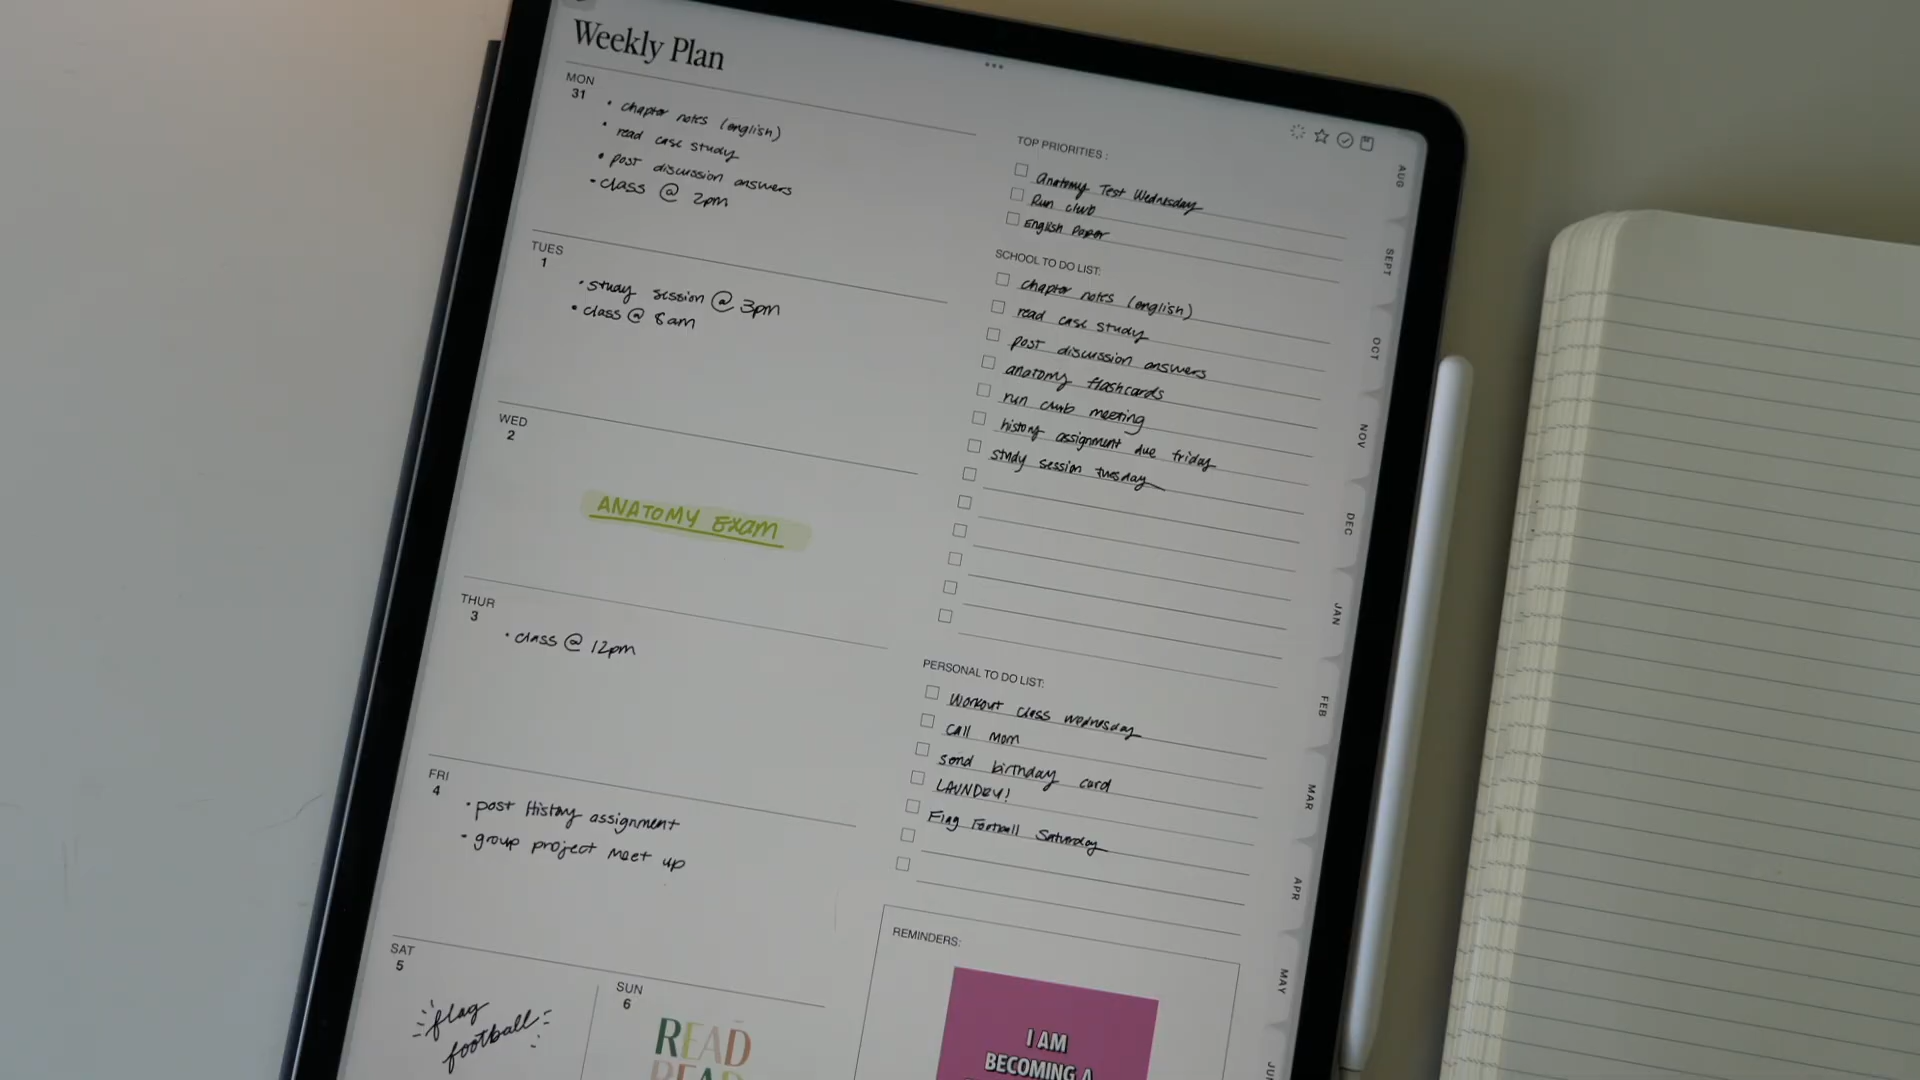 Weekly Plan
MON
31
• chapter notes (english)
• read case study
• post discussion answers
• class @ 2pm
TUES
1
• study session @ 3pm
• class @ 8am
WED
2
ANATOMY EXAM
THUR
3
• class @ 12pm
FRI
4
• post History assignment
• group project meet up
SAT
5
flag
football
SUN
6
READ
READ
TOP PRIORITIES :
Anatomy Test Wednesday
Run club
English Paper
SCHOOL TO DO LIST:
chapter notes (english)
read case study
post discussion answers
anatomy flashcards
run club meeting
history assignment due friday
study session tuesday
PERSONAL TO DO LIST:
Workout class wednesday
call mom
send birthday card
LAUNDRY!
Flag Football Saturday
REMINDERS:
I AM
BECOMING A
AUG
SEPT
OCT
NOV
DEC
JAN
FEB
MAR
APR
MAY